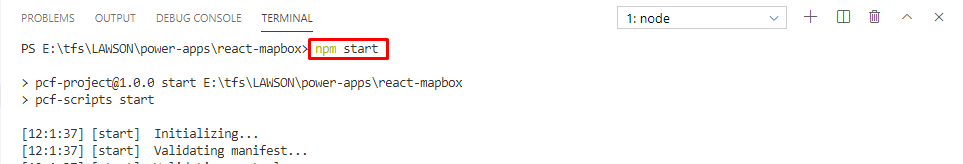 PROBLEMS OUTPUT DEBUG CONSOLE TERMINAL 1: node
PS E:\tfs\LAWSON\power-apps\react-mapbox> npm start
> pcf-project@1.0.0 start E:\tfs\LAWSON\power-apps\react-mapbox
> pcf-scripts start
[12:1:37] [start] Initializing...
[12:1:37] [start] Validating manifest...